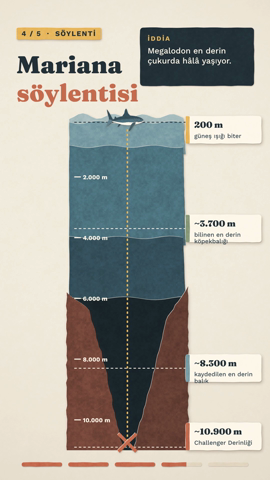 4 / 5 · SÖYLENTİ
Mariana
söylentisi
İDDİA
Megalodon en derin
çukurda hâlâ yaşıyor.
200 m
güneş ışığı biter
2.000 m
~3.700 m
bilinen en derin
köpekbalığı
4.000 m
6.000 m
8.000 m
~8.300 m
kaydedilen en derin
balık
10.000 m
~10.900 m
Challenger Derinliği